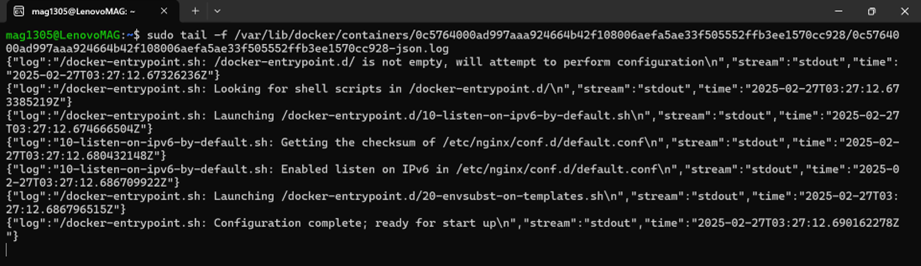 mag1305@LenovoMAG: ~
mag1305@LenovoMAG:~$ sudo tail -f /var/lib/docker/containers/0c5764000ad997aaa924664b42f108006aefa5ae33f505552ffb3ee1570cc928/0c57640
00ad997aaa924664b42f108006aefa5ae33f505552ffb3ee1570cc928-json.log
{"log":"/docker-entrypoint.sh: /docker-entrypoint.d/ is not empty, will attempt to perform configuration\n","stream":"stdout","time":
"2025-02-27T03:27:12.67326236Z"}
{"log":"/docker-entrypoint.sh: Looking for shell scripts in /docker-entrypoint.d/\n","stream":"stdout","time":"2025-02-27T03:27:12.67
3385219Z"}
{"log":"/docker-entrypoint.sh: Launching /docker-entrypoint.d/10-listen-on-ipv6-by-default.sh\n","stream":"stdout","time":"2025-02-27
T03:27:12.674666504Z"}
{"log":"10-listen-on-ipv6-by-default.sh: Getting the checksum of /etc/nginx/conf.d/default.conf\n","stream":"stdout","time":"2025-02-
27T03:27:12.680432148Z"}
{"log":"10-listen-on-ipv6-by-default.sh: Enabled listen on IPv6 in /etc/nginx/conf.d/default.conf\n","stream":"stdout","time":"2025-0
2-27T03:27:12.686709922Z"}
{"log":"/docker-entrypoint.sh: Launching /docker-entrypoint.d/20-envsubst-on-templates.sh\n","stream":"stdout","time":"2025-02-27T03:
27:12.686796515Z"}
{"log":"/docker-entrypoint.sh: Configuration complete; ready for start up\n","stream":"stdout","time":"2025-02-27T03:27:12.690162278Z
"}